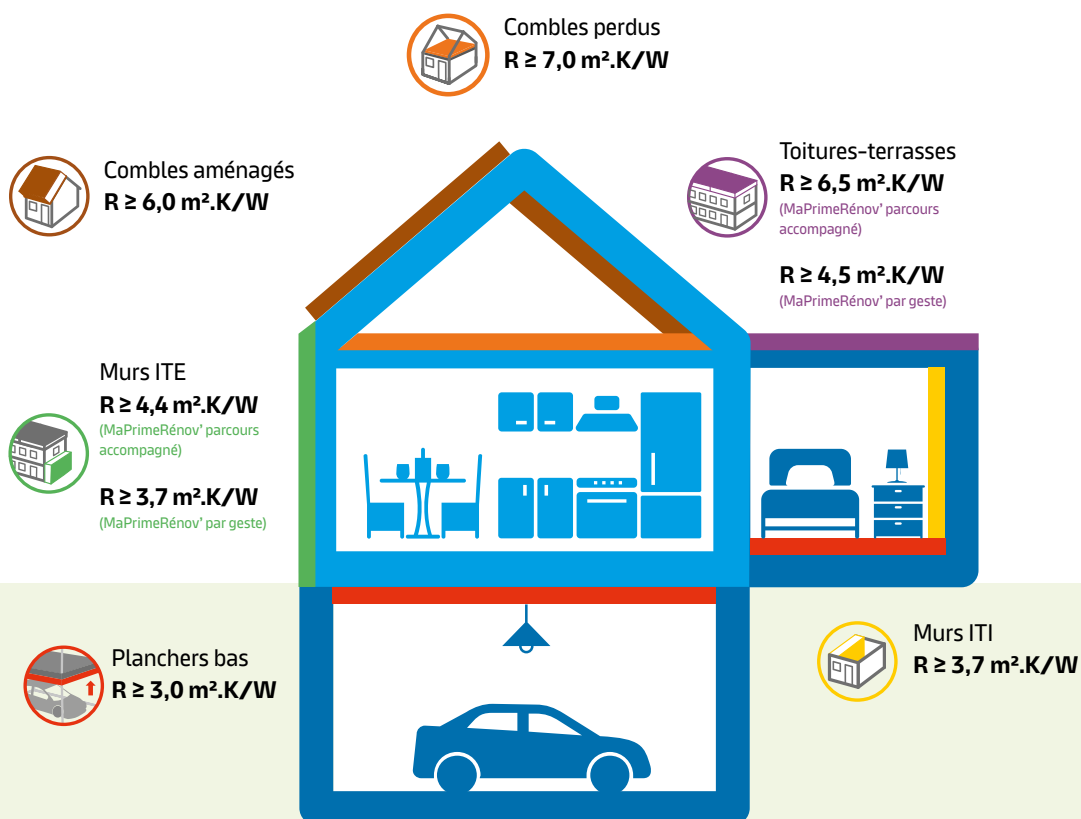 Combles perdus
R ≥ 7,0 m².K/W
Combles aménagés
R ≥ 6,0 m².K/W
Toitures-terrasses
R ≥ 6,5 m².K/W
(MaPrimeRénov' parcours
accompagné)
R ≥ 4,5 m².K/W
(MaPrimeRénov' par geste)
Murs ITE
R ≥ 4,4 m².K/W
(MaPrimeRénov' parcours
accompagné)
R ≥ 3,7 m².K/W
(MaPrimeRénov' par geste)
Planchers bas
R ≥ 3,0 m².K/W
Murs ITI
R ≥ 3,7 m².K/W